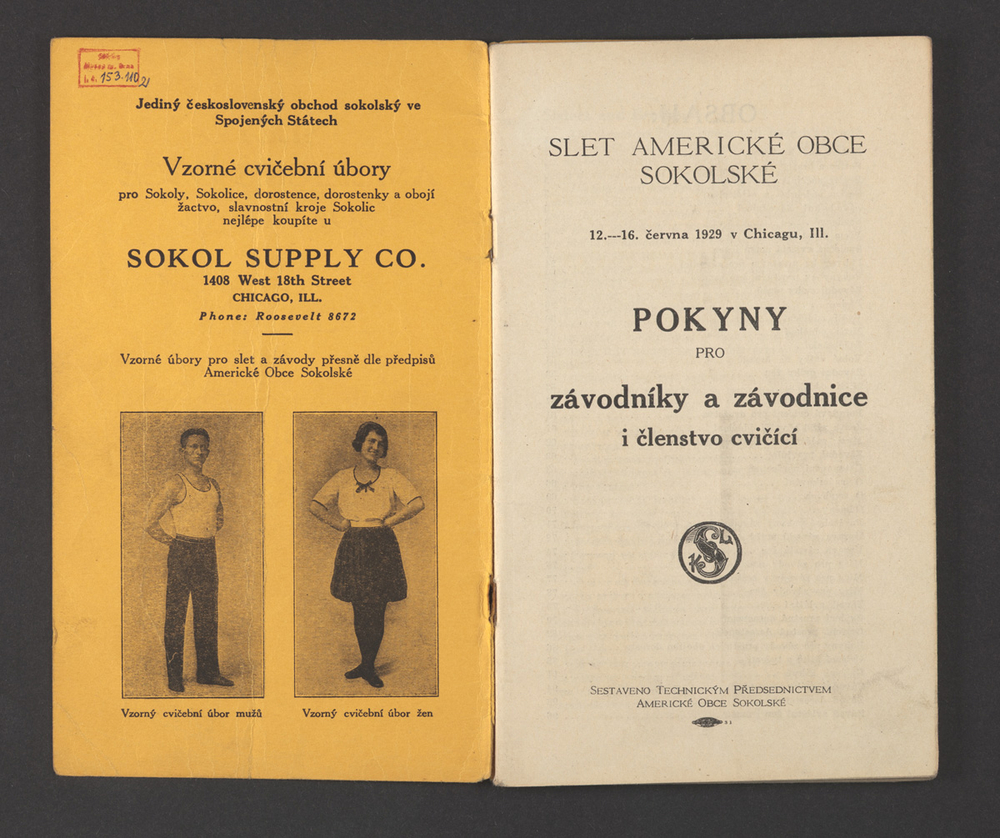 153.110
Jediný československý obchod sokolský ve
Spojených Státech
Vzorné cvičební úbory
pro Sokoly, Sokolice, dorostence, dorostenky a obojí
žactvo, slavnostní kroje Sokolic
nejlépe koupíte u
SOKOL SUPPLY CO.
1408 West 18th Street
CHICAGO, ILL.
Phone: Roosevelt 8672
Vzorné úbory pro slet a závody přesně dle předpisů
Americké Obce Sokolské
Vzorný cvičební úbor mužů
Vzorný cvičební úbor žen
SLET AMERICKÉ OBCE
SOKOLSKÉ
12.---16. června 1929 v Chicagu, Ill.
POKYNY
PRO
závodníky a závodnice
i členstvo cvičící
SESTAVENO TECHNICKÝM PŘEDSEDNICTVEM
AMERICKÉ OBCE SOKOLSKÉ